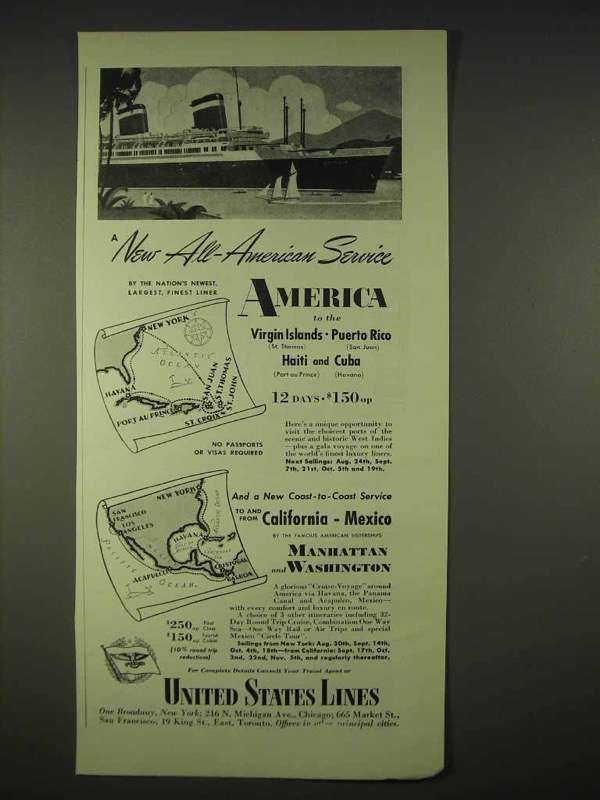 A New All-American Service
BY THE NATION'S NEWEST,
LARGEST, FINEST LINER
AMERICA
to the
Virgin Islands · Puerto Rico
(St. Thomas) (San Juan)
Haiti and Cuba
(Port au Prince) (Havana)
12 DAYS · $150 up
NEW YORK
ATLANTIC
OCEAN
HAVANA
PORT AU PRINCE
SAN JUAN
ST. THOMAS
ST. JOHN
ST. CROIX
NO PASSPORTS
OR VISAS REQUIRED
Here's a unique opportunity to
visit the choicest ports of the
scenic and historic West Indies
—plus a gala voyage on one of
the world's finest luxury liners.
Next Sailings: Aug. 24th, Sept.
7th, 21st, Oct. 5th and 19th.
And a New Coast-to-Coast Service
TO AND
FROM
California - Mexico
BY THE FAMOUS AMERICAN SISTERSHIPS
MANHATTAN
and WASHINGTON
NEW YORK
SAN FRANCISCO
LOS ANGELES
HAVANA
ACAPULCO
CRISTOBAL
BALBOA
PACIFIC
OCEAN
A glorious "Cruise-Voyage" around
America via Havana, the Panama
Canal and Acapulco, Mexico—
with every comfort and luxury en route.
A choice of 3 other itineraries including 32-
Day Round Trip Cruise, Combination One Way
Sea—One Way Rail or Air Trips and special
Mexico "Circle Tour".
Sailings from New York: Aug. 30th, Sept. 14th,
Oct. 4th, 18th—from California: Sept. 17th, Oct.
2nd, 22nd, Nov. 5th, and regularly thereafter.
$250 up First Class
$150 up Tourist Cabin
(10% round trip
reduction)
For Complete Details Consult Your Travel Agent or
UNITED STATES LINES
One Broadway, New York; 216 N. Michigan Ave., Chicago; 665 Market St.,
San Francisco; 19 King St., East, Toronto. Offices in other principal cities.